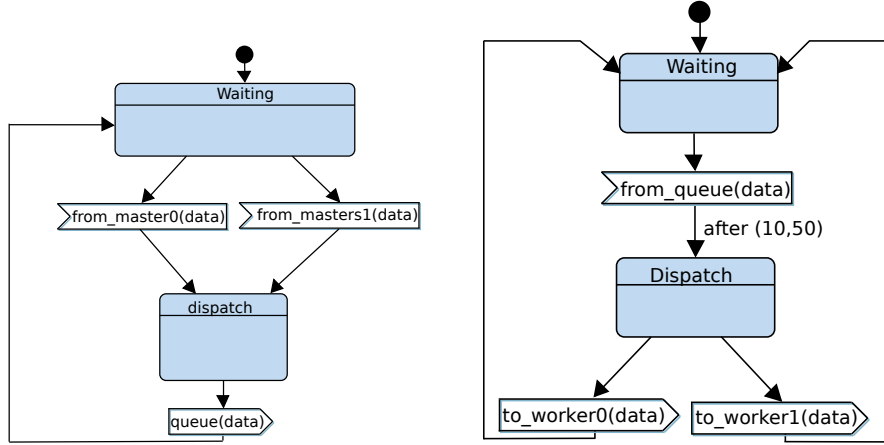 Waiting
from_master0(data)
from_masters1(data)
dispatch
queue(data)
Waiting
from_queue(data)
after (10,50)
Dispatch
to_worker0(data)
to_worker1(data)